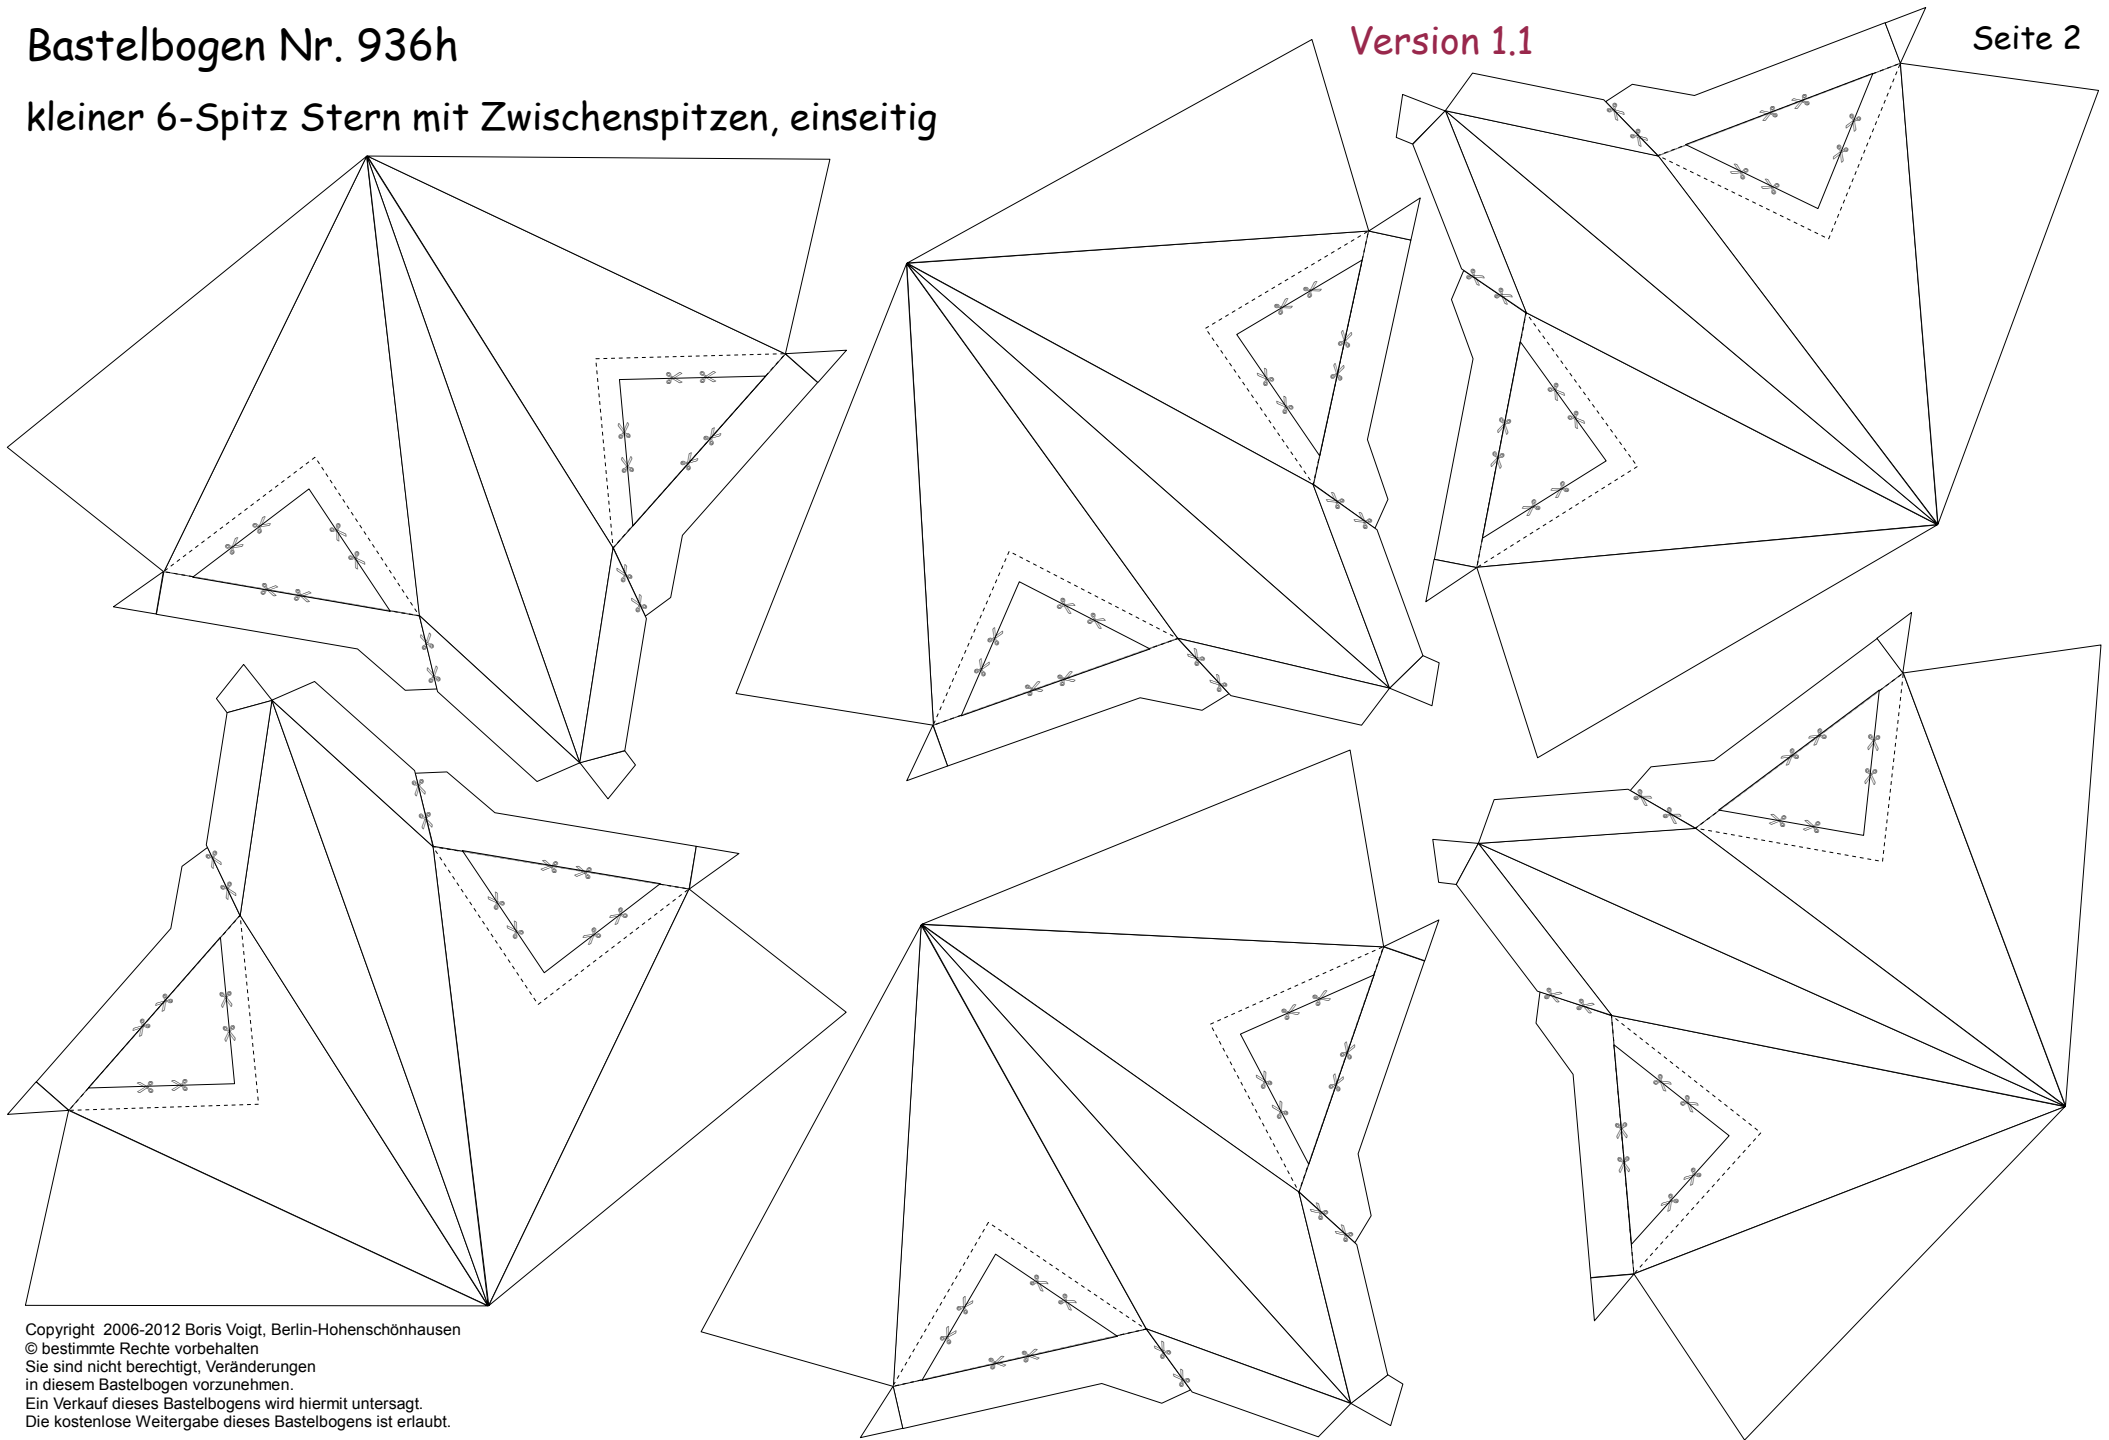 Bastelbogen Nr. 936h
Version 1.1
Seite 2
kleiner 6-Spitz Stern mit Zwischenspitzen, einseitig
Copyright 2006-2012 Boris Voigt, Berlin-Hohenschönhausen
© bestimmte Rechte vorbehalten
Sie sind nicht berechtigt, Veränderungen
in diesem Bastelbogen vorzunehmen.
Ein Verkauf dieses Bastelbogens wird hiermit untersagt.
Die kostenlose Weitergabe dieses Bastelbogens ist erlaubt.